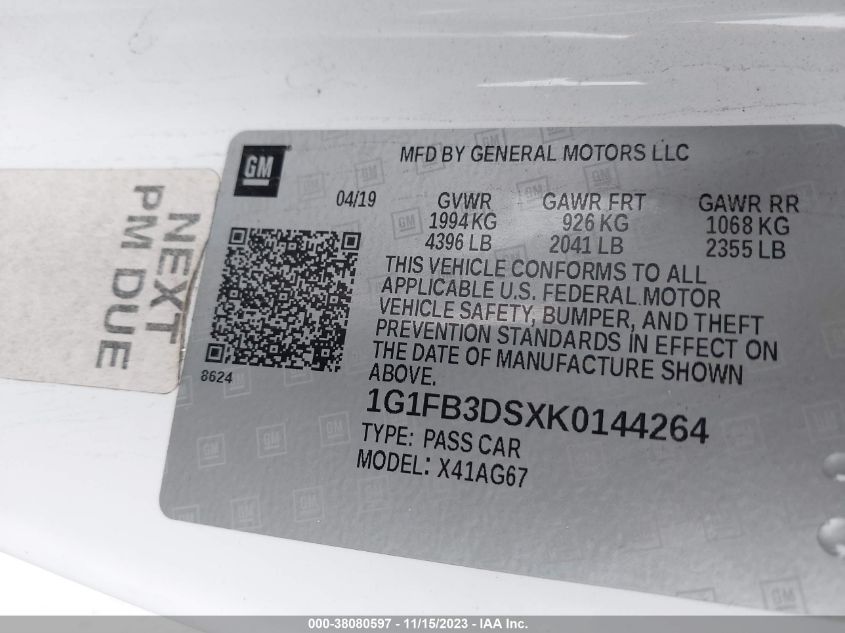 GM
MFD BY GENERAL MOTORS LLC
04/19
GVWR GAWR FRT GAWR RR
1994 KG 926 KG 1068 KG
4396 LB 2041 LB 2355 LB
THIS VEHICLE CONFORMS TO ALL
APPLICABLE U.S. FEDERAL MOTOR
VEHICLE SAFETY, BUMPER, AND THEFT
PREVENTION STANDARDS IN EFFECT ON
THE DATE OF MANUFACTURE SHOWN
ABOVE.
8624
1G1FB3DSXK0144264
TYPE: PASS CAR
MODEL: X41AG67
NEXT
PM DUE
000-38080597 - 11/15/2023 - IAA Inc.